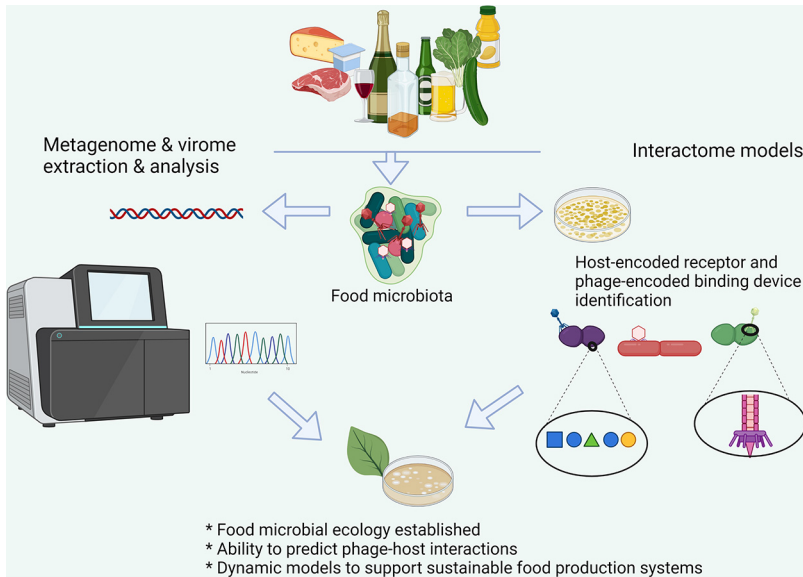 Metagenome & virome
extraction & analysis
Interactome models
Food microbiota
Host-encoded receptor and
phage-encoded binding device
identification
Nucleotide
* Food microbial ecology established
* Ability to predict phage-host interactions
* Dynamic models to support sustainable food production systems